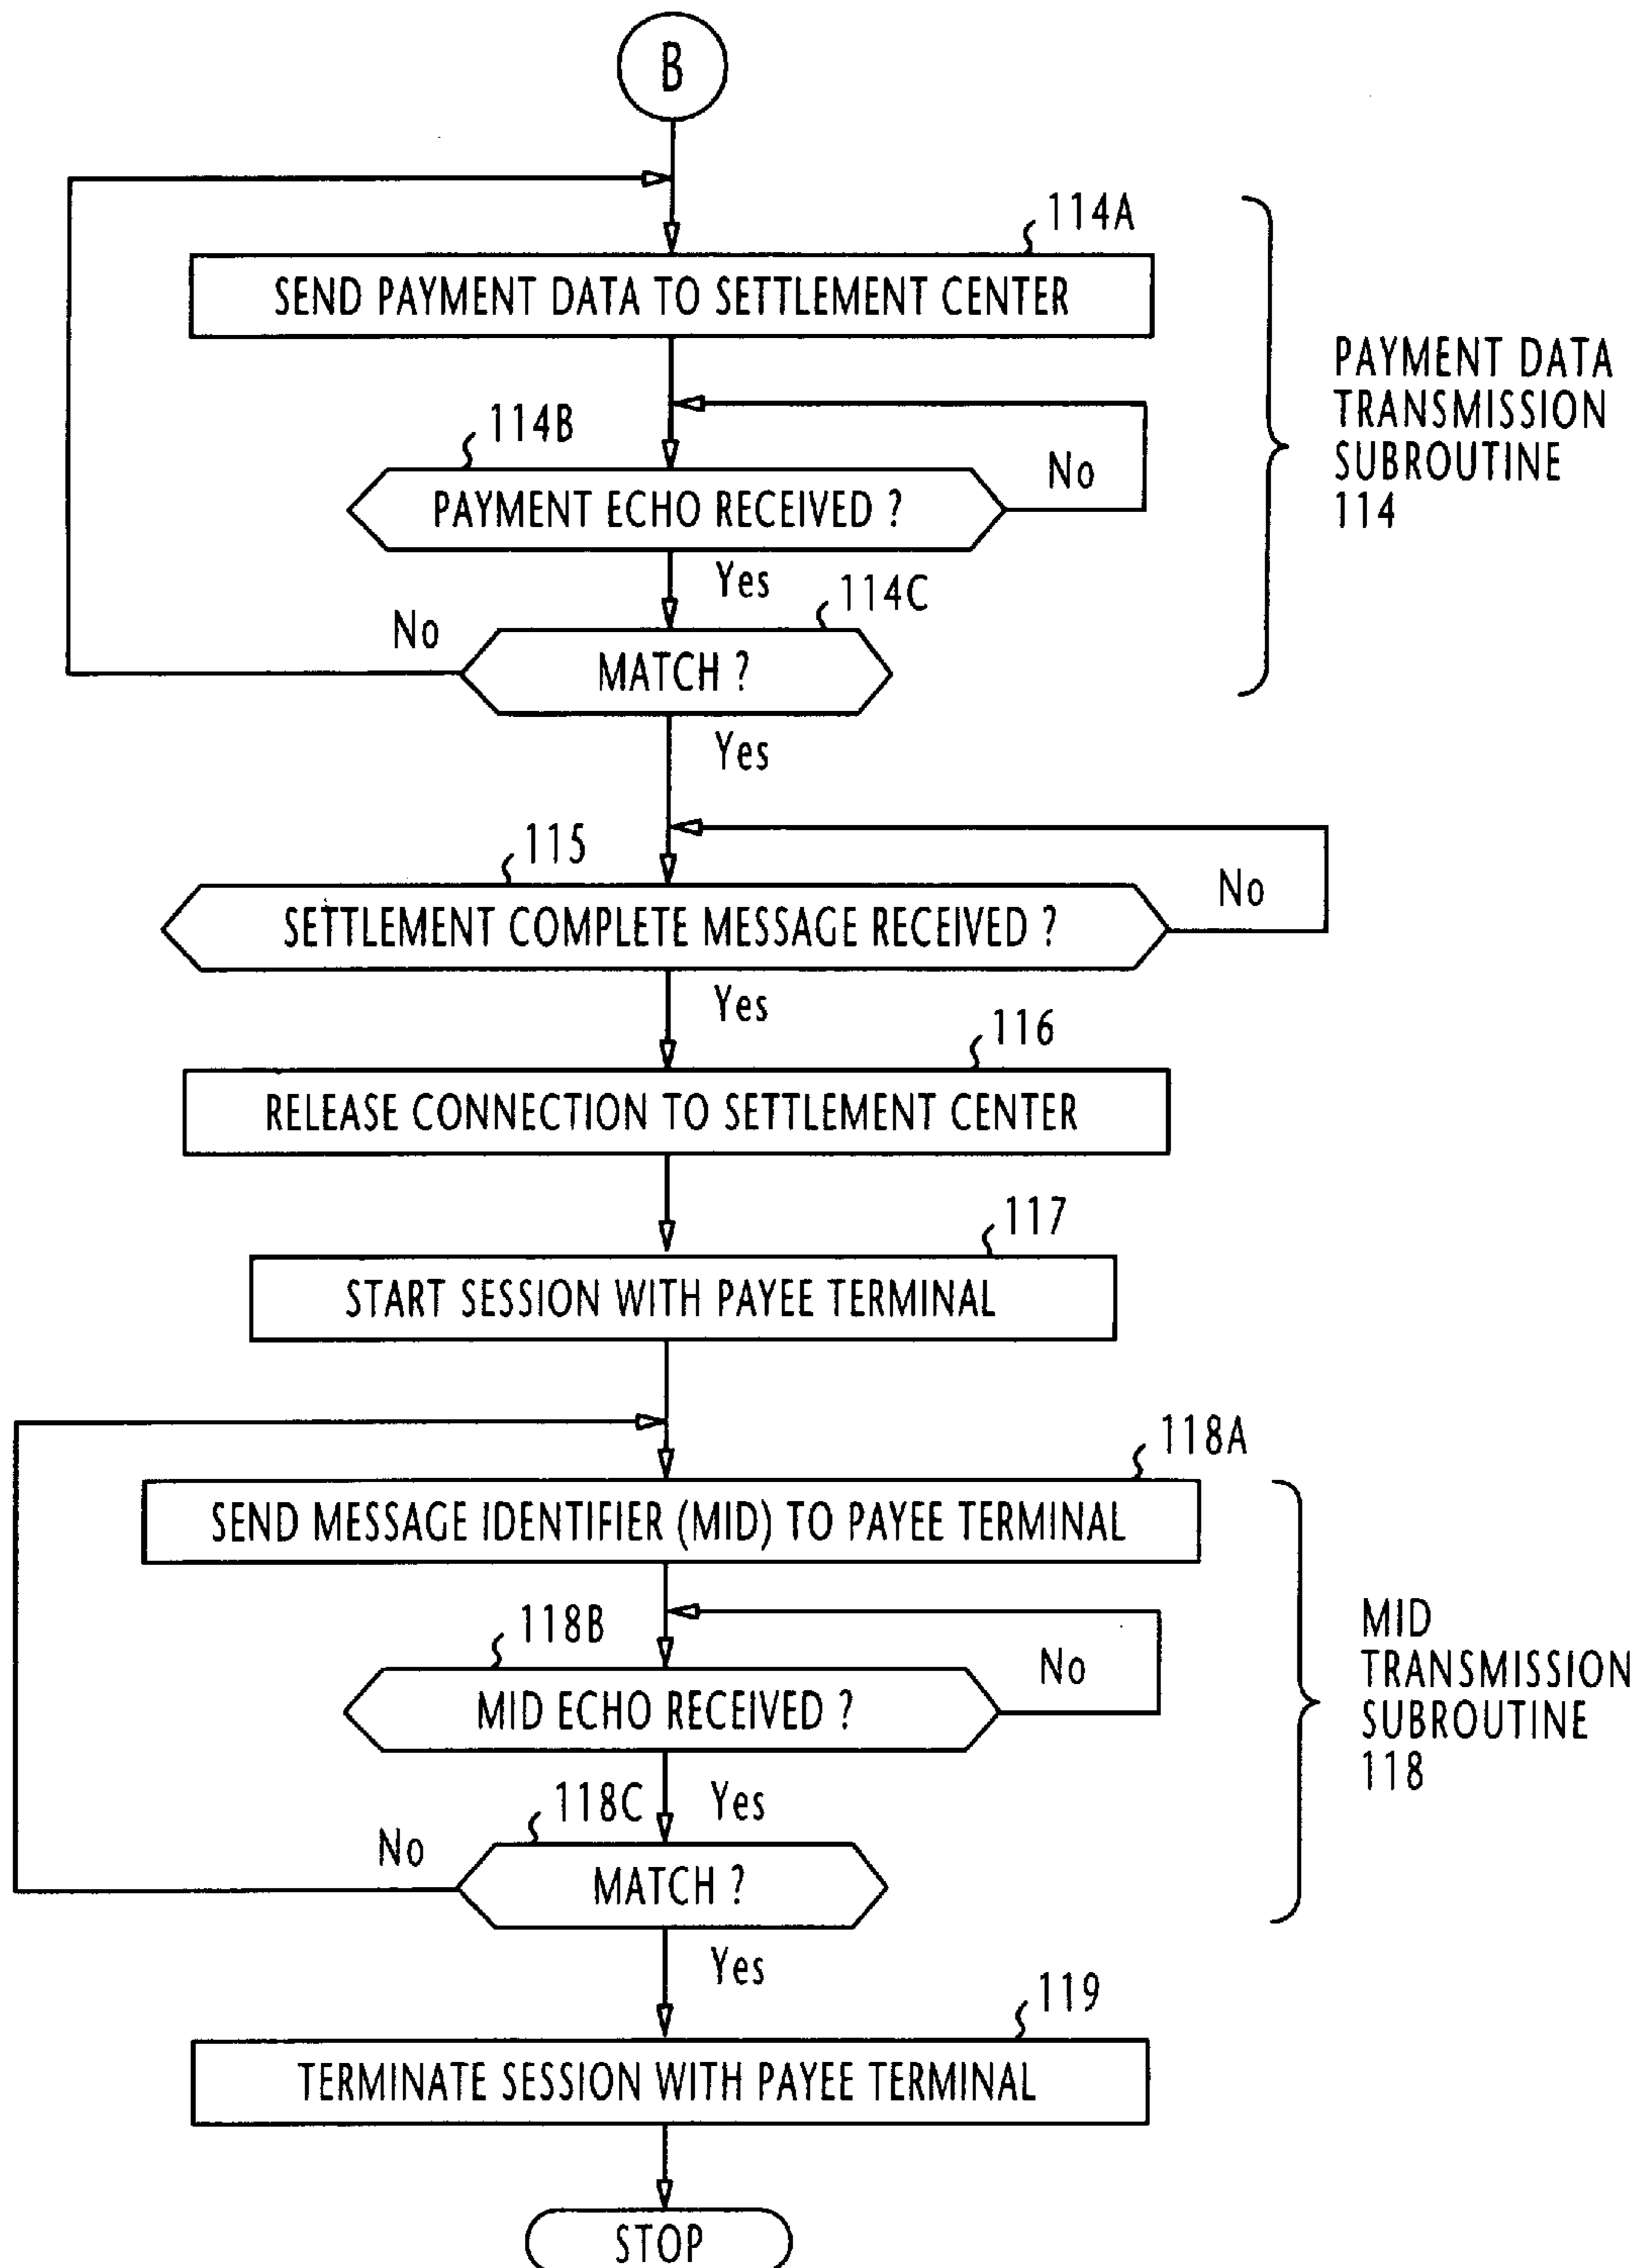 B
114A
SEND PAYMENT DATA TO SETTLEMENT CENTER
PAYMENT DATA
TRANSMISSION
SUBROUTINE
114
114B
No
PAYMENT ECHO RECEIVED ?
Yes
114C
No
MATCH ?
Yes
115
No
SETTLEMENT COMPLETE MESSAGE RECEIVED ?
Yes
116
RELEASE CONNECTION TO SETTLEMENT CENTER
117
START SESSION WITH PAYEE TERMINAL
118A
SEND MESSAGE IDENTIFIER (MID) TO PAYEE TERMINAL
MID
TRANSMISSION
SUBROUTINE
118
118B
No
MID ECHO RECEIVED ?
118C
Yes
No
MATCH ?
Yes
119
TERMINATE SESSION WITH PAYEE TERMINAL
STOP